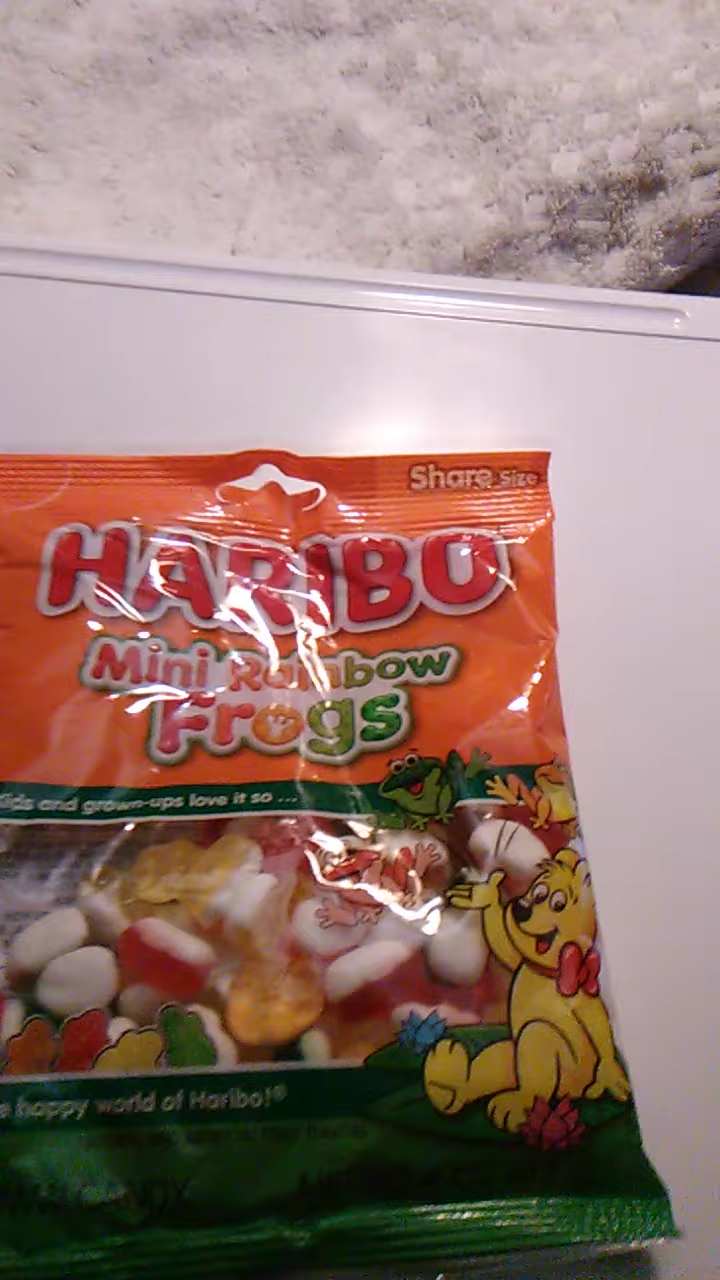 Share Size
HARIBO
Mini Rainbow
Frogs
kids and grown-ups love it so ...
happy world of Haribo!®